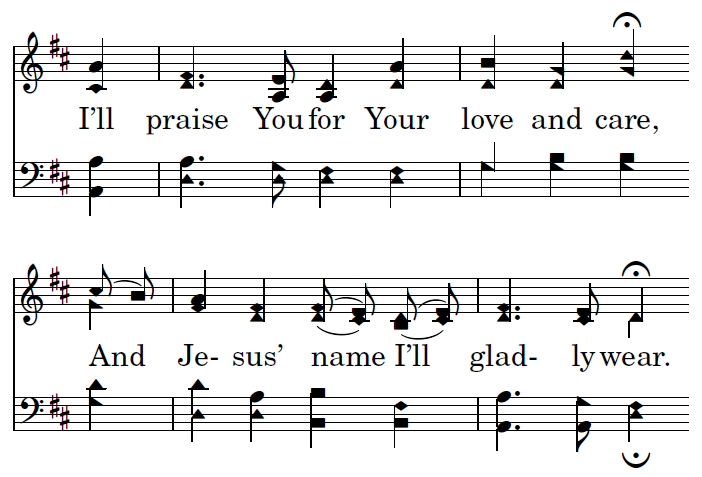 I'll praise You for Your love and care,
And Je- sus' name I'll glad- ly wear.